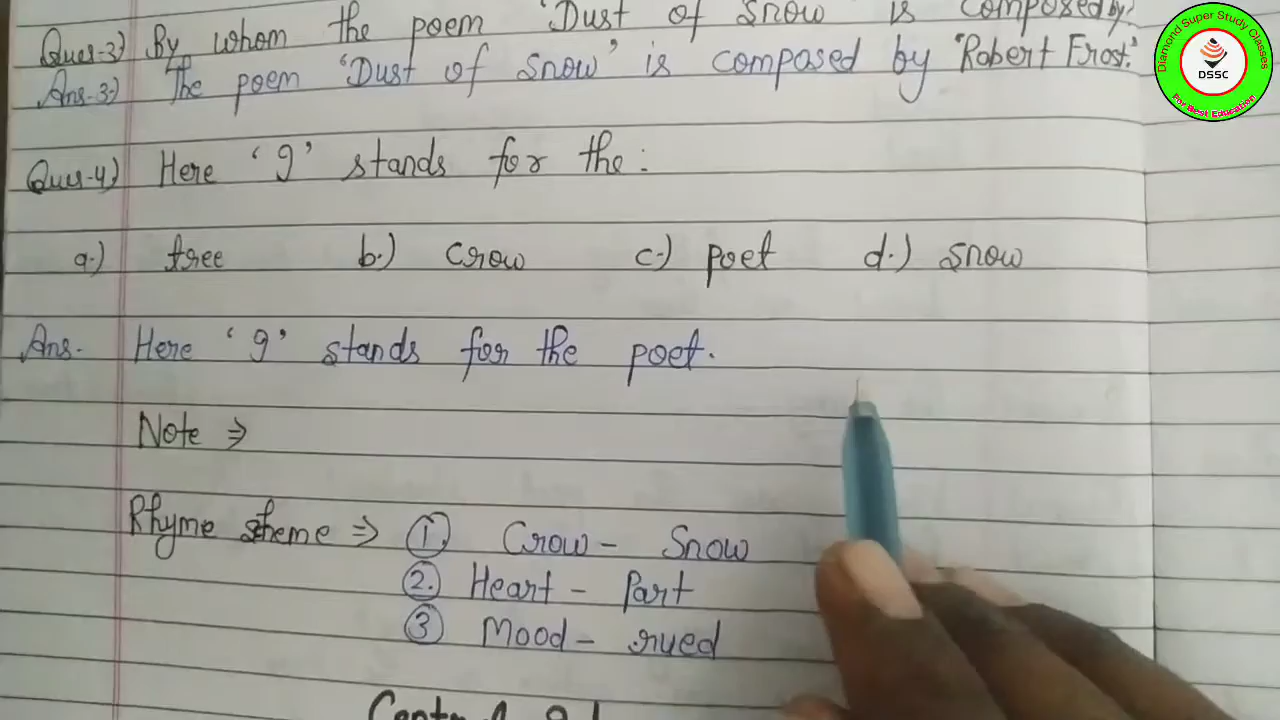 Ques-3) By whom the poem 'Dust of Snow is composed by?
Ans-3:) The poem 'Dust of Snow' is composed by 'Robert Frost.'
Ques-4) Here 'I' stands for the :
a.) tree b.) Crow c.) poet d.) snow
Ans. Here 'I' stands for the poet.
Note ⇒
Rhyme scheme ⇒ 1. Crow - Snow
2. Heart - Part
3 Mood - rued
Diamond Super Study Classes
DSSC
For Best Education